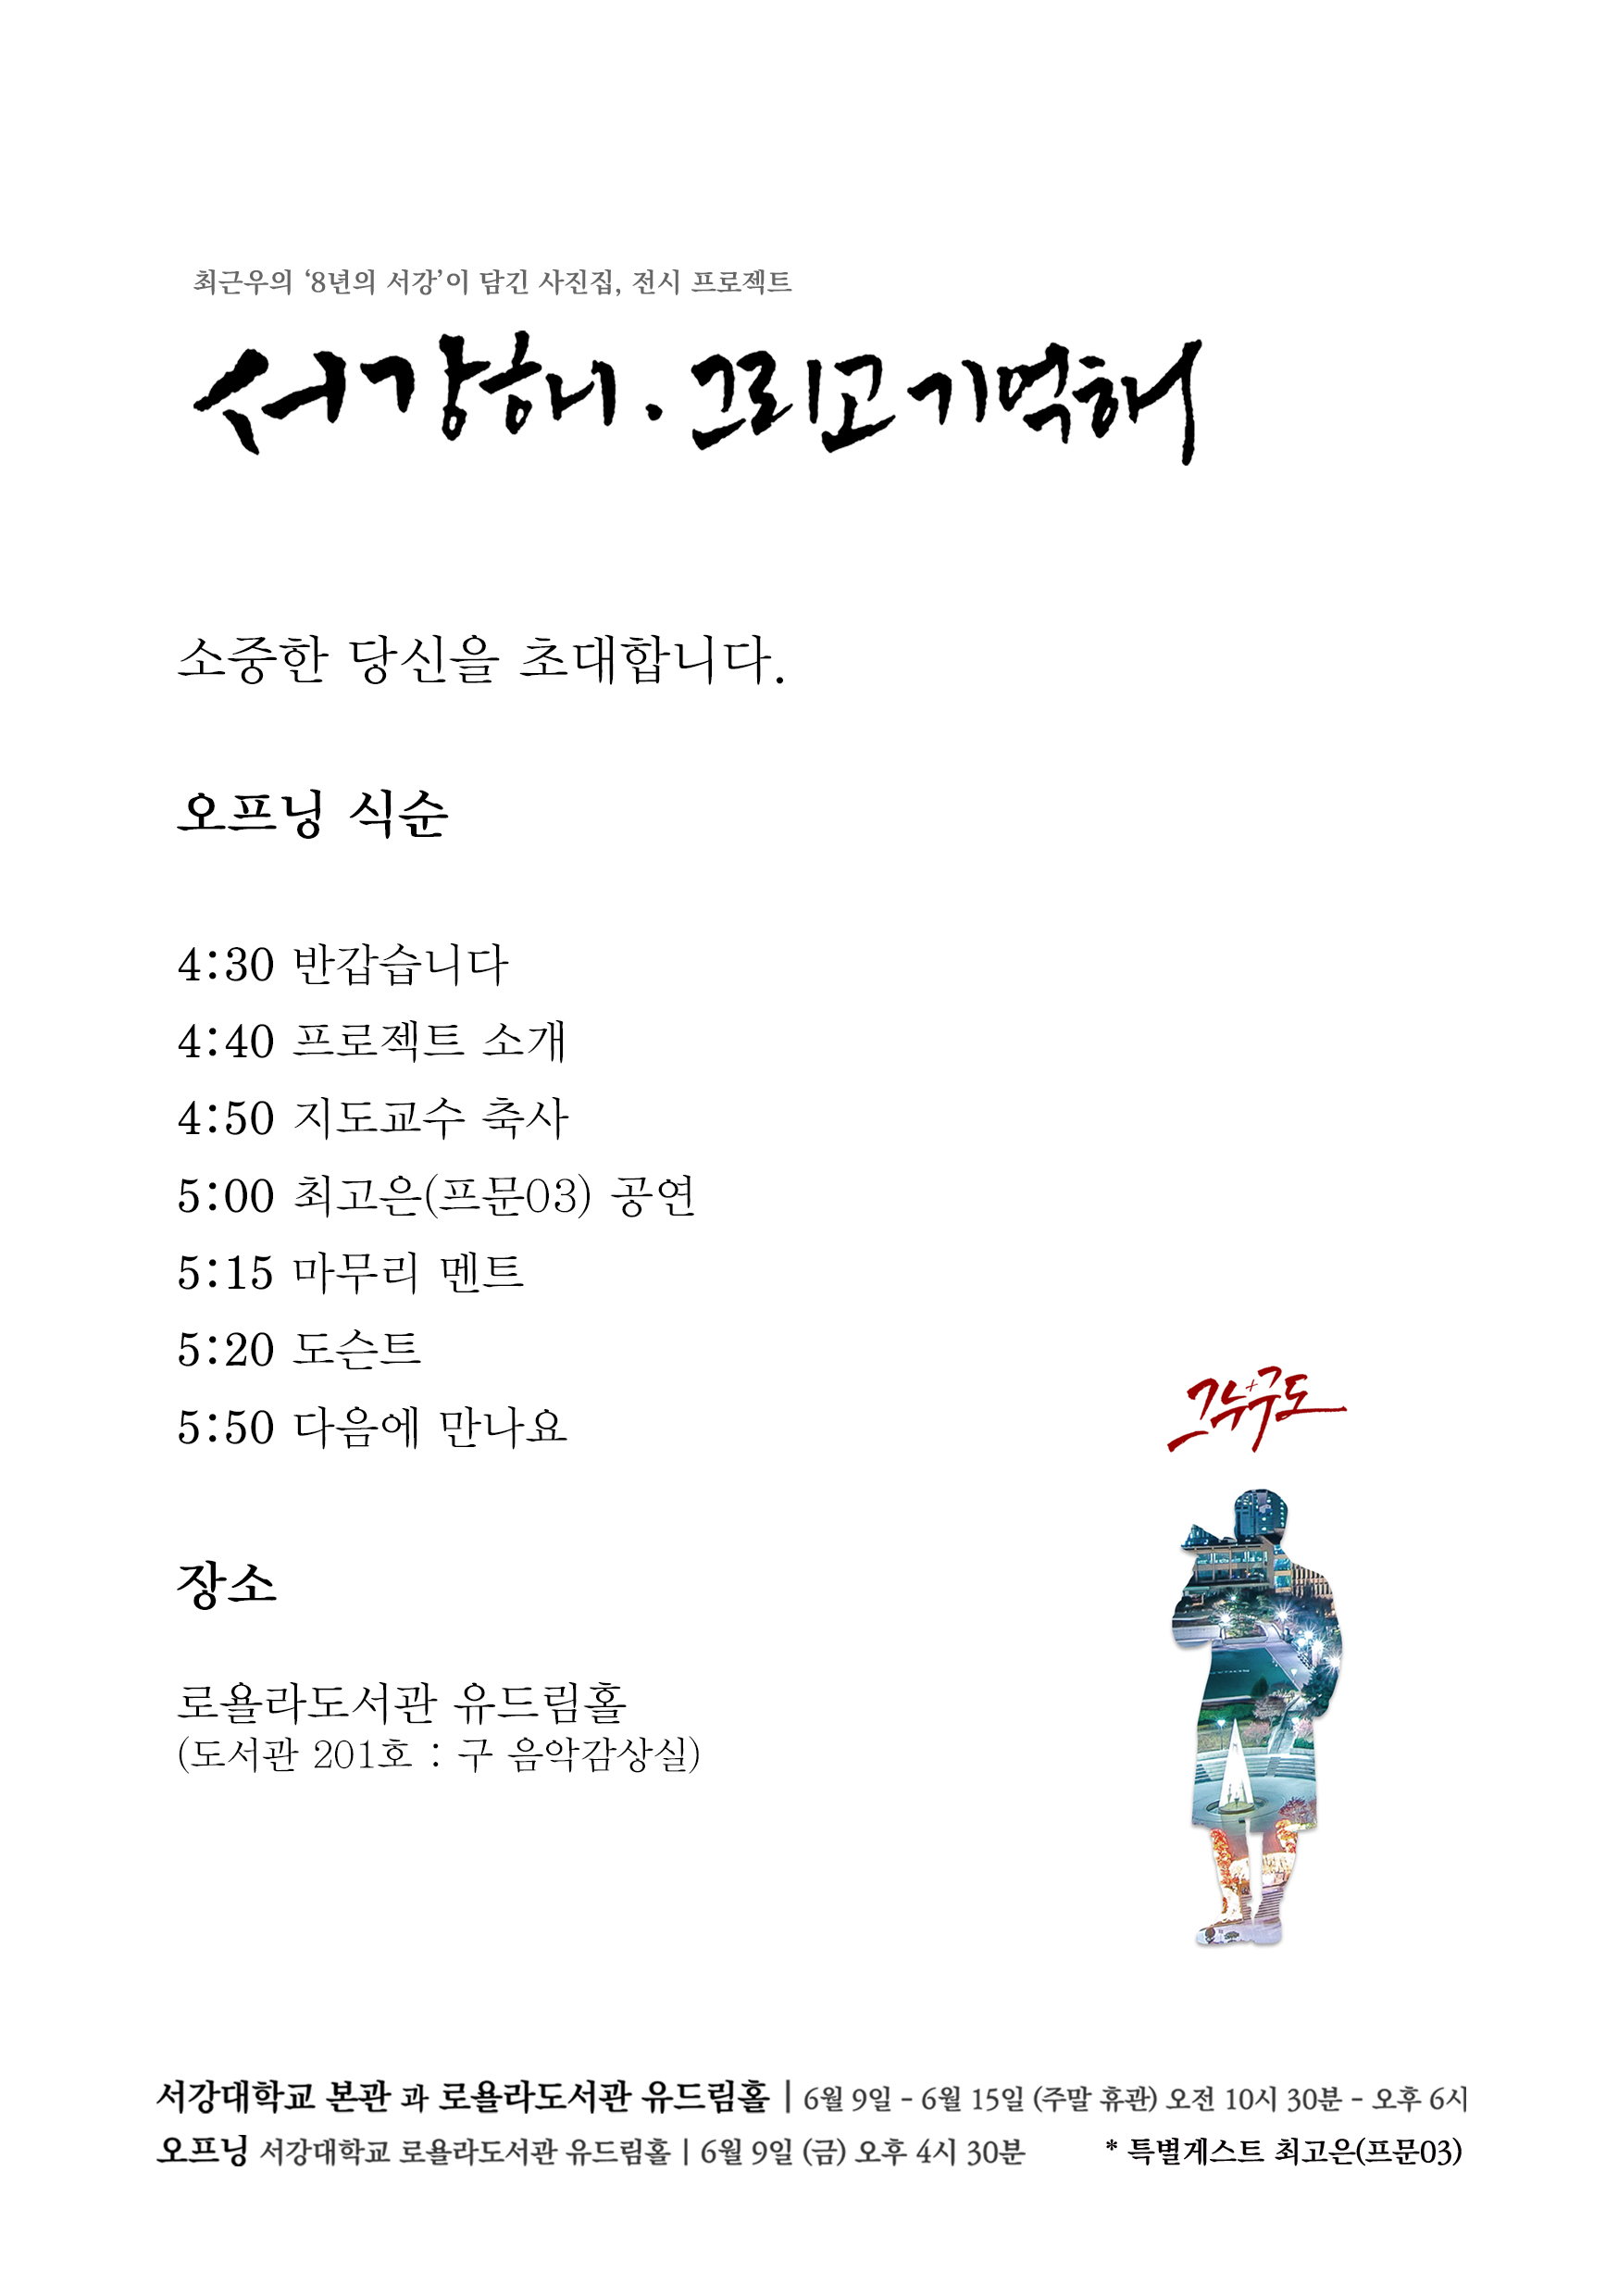 최근우의 ‘8년의 서강’이 담긴 사진집, 전시 프로젝트
서강해. 그리고 기억해
소중한 당신을 초대합니다.
오프닝 식순
4:30 반갑습니다
4:40 프로젝트 소개
4:50 지도교수 축사
5:00 최고은(프문03) 공연
5:15 마무리 멘트
5:20 도슨트
5:50 다음에 만나요
그누+구도
장소
로욜라도서관 유드림홀
(도서관 201호 : 구 음악감상실)
서강대학교 본관 과 로욜라도서관 유드림홀 | 6월 9일 - 6월 15일 (주말 휴관) 오전 10시 30분 - 오후 6시
오프닝 서강대학교 로욜라도서관 유드림홀 | 6월 9일 (금) 오후 4시 30분 * 특별게스트 최고은(프문03)